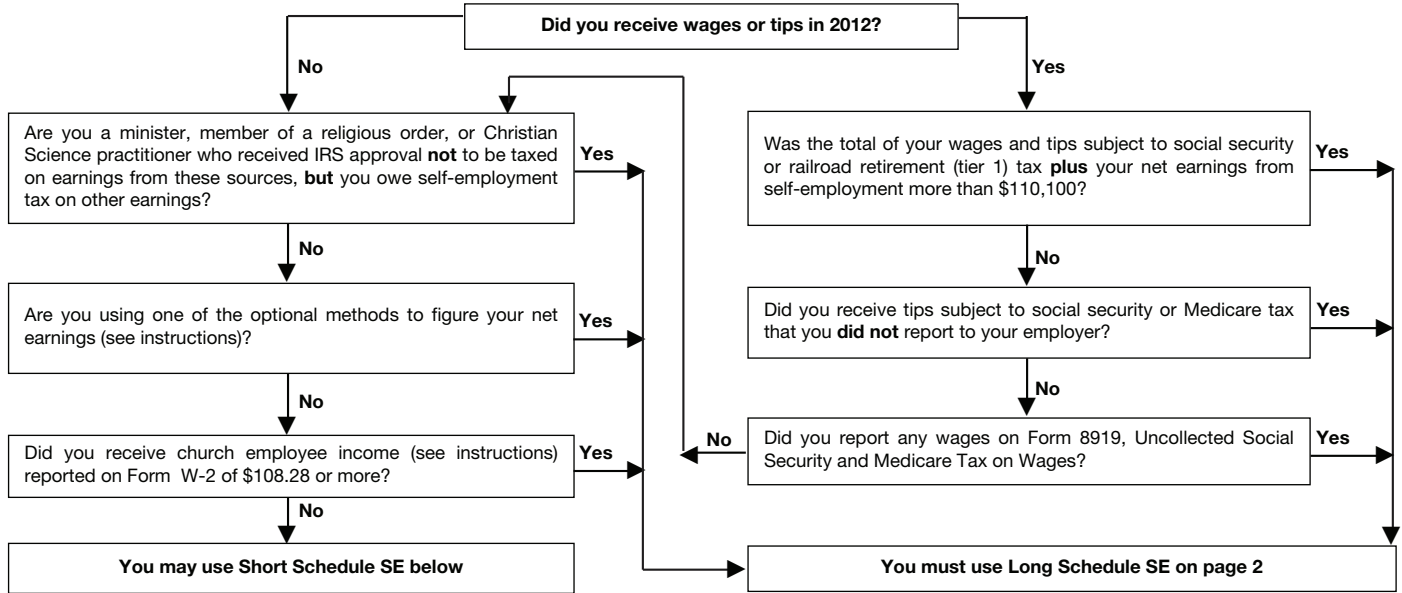 Did you receive wages or tips in 2012?
No
Yes
Are you a minister, member of a religious order, or Christian
Science practitioner who received IRS approval not to be taxed
on earnings from these sources, but you owe self-employment
tax on other earnings?
Yes
Was the total of your wages and tips subject to social security
or railroad retirement (tier 1) tax plus your net earnings from
self-employment more than $110,100?
Yes
No
No
Are you using one of the optional methods to figure your net
earnings (see instructions)?
Yes
Did you receive tips subject to social security or Medicare tax
that you did not report to your employer?
Yes
No
No
Did you receive church employee income (see instructions)
reported on Form W-2 of $108.28 or more?
Yes
No
Did you report any wages on Form 8919, Uncollected Social
Security and Medicare Tax on Wages?
Yes
No
You may use Short Schedule SE below
You must use Long Schedule SE on page 2